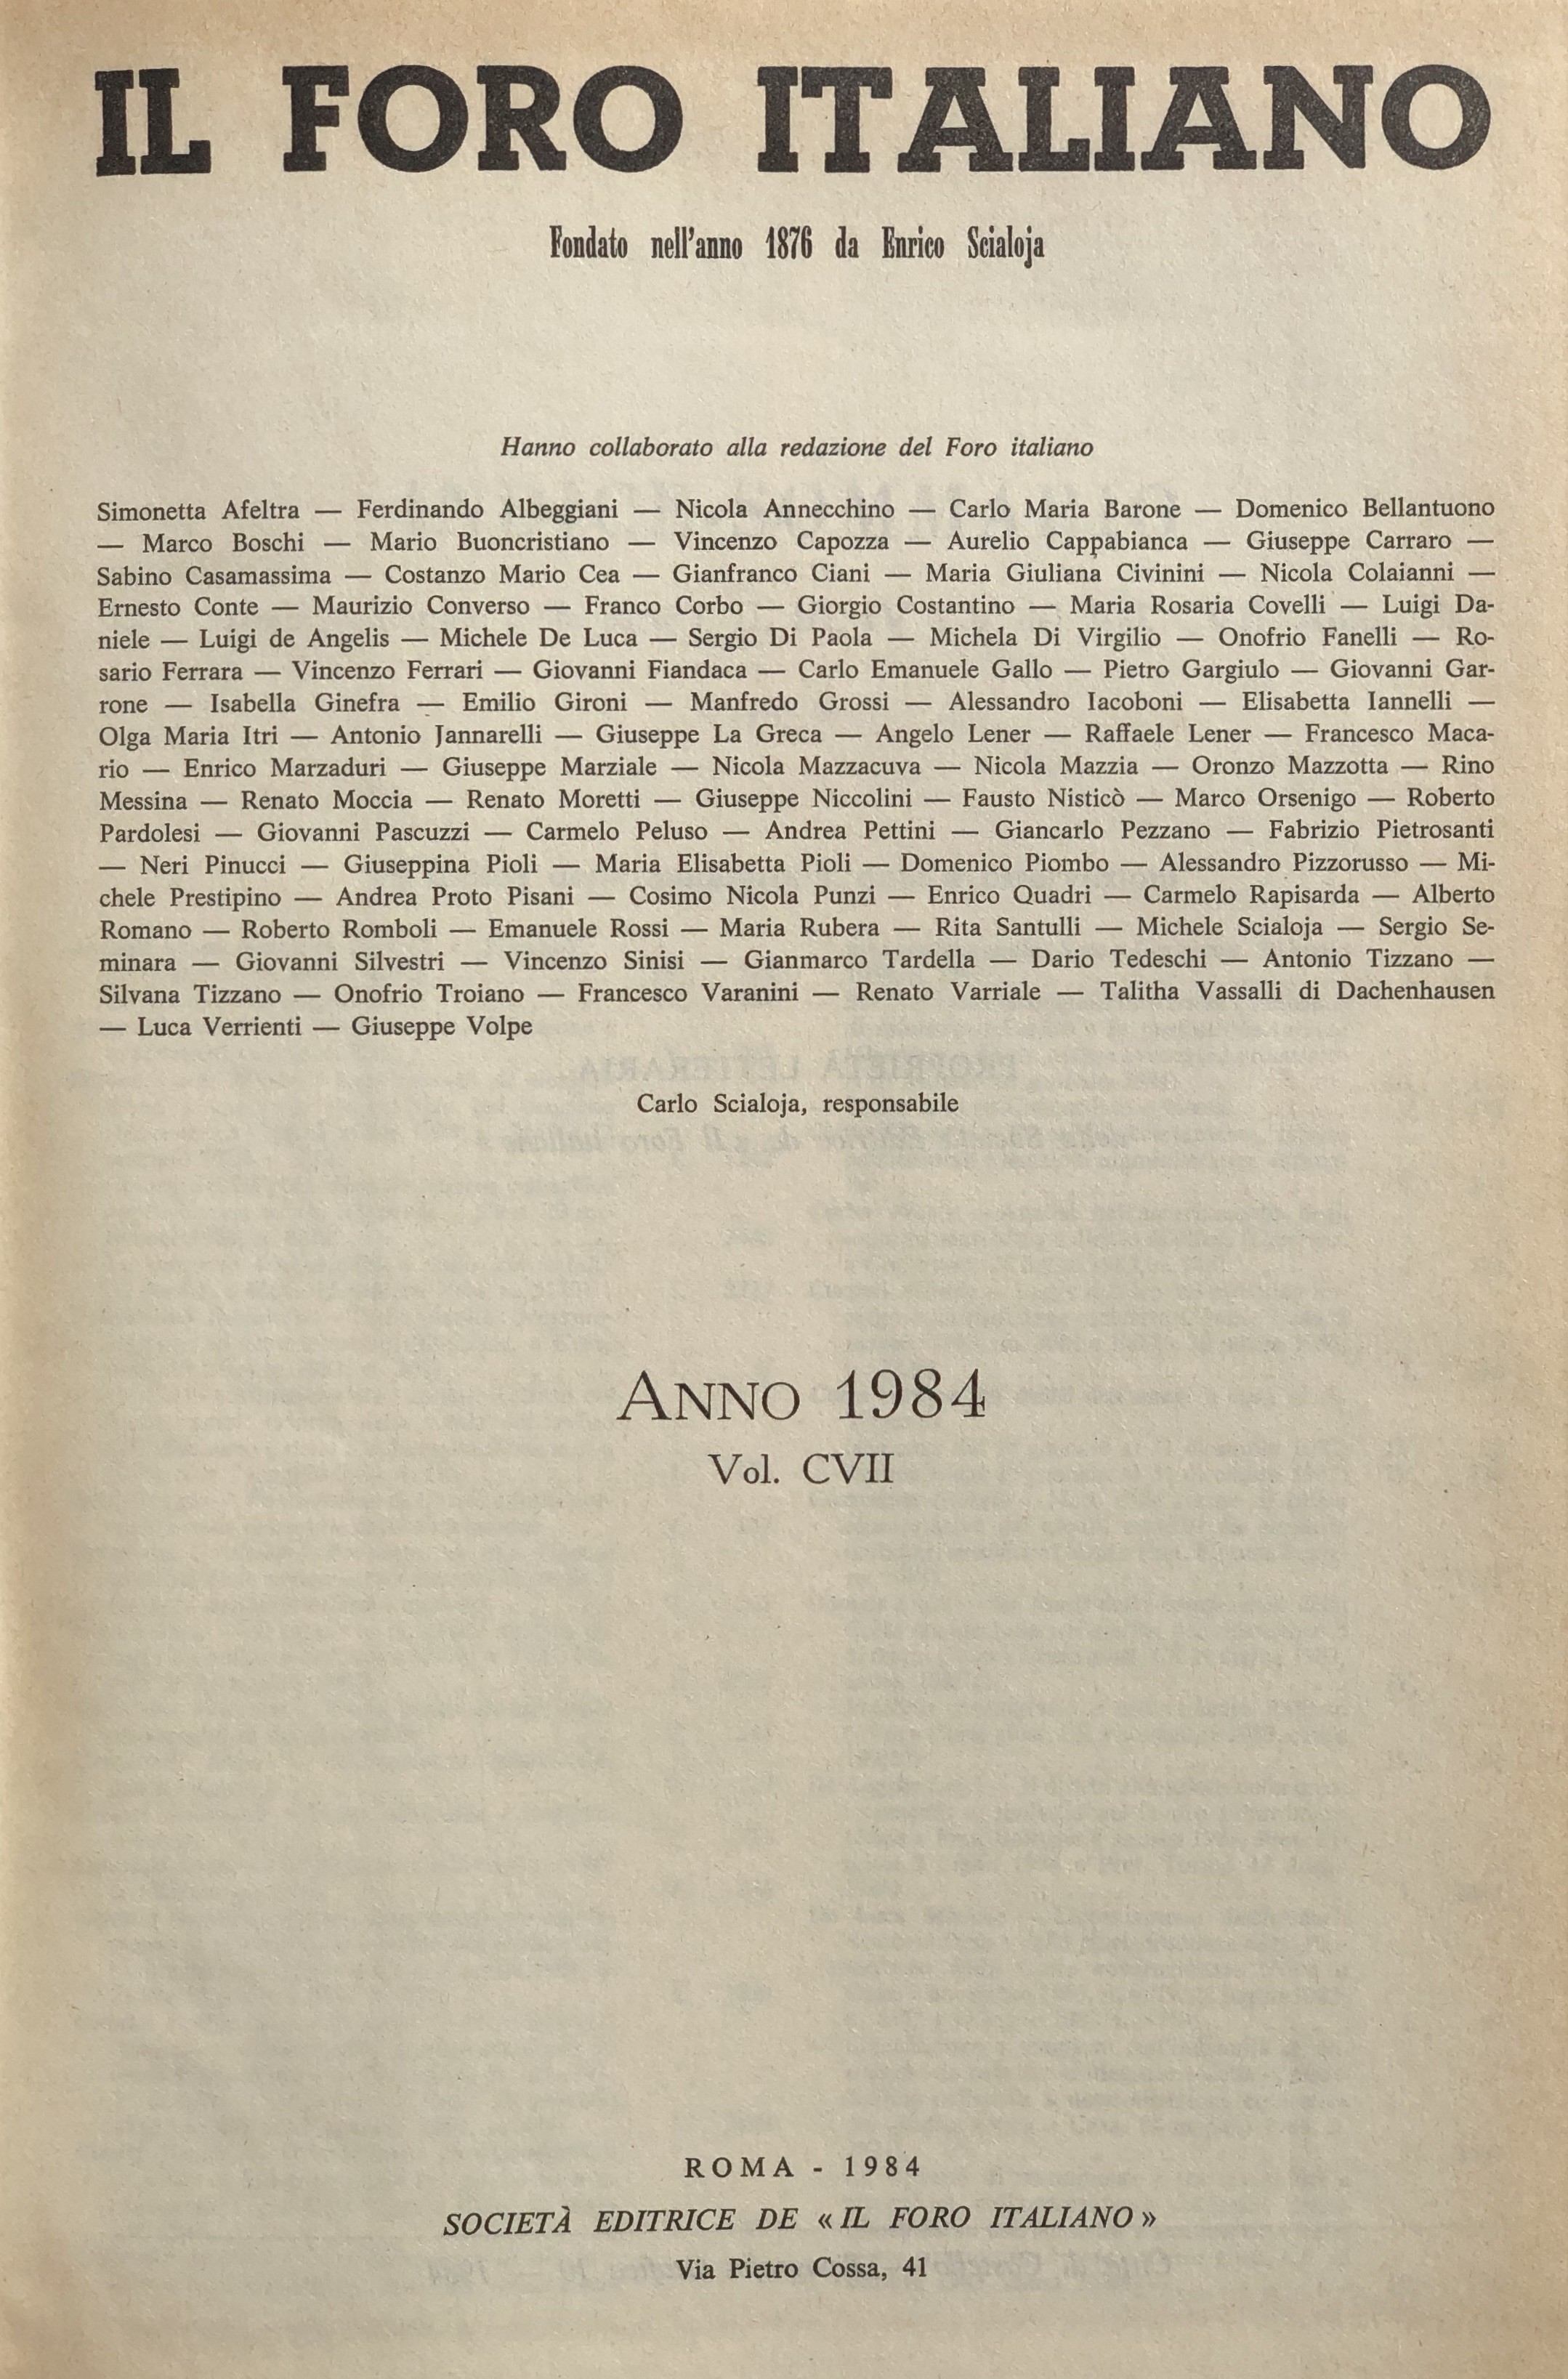 IL FORO ITALIANO
Fondato nell'anno 1876 da Enrico Scialoja
Hanno collaborato alla redazione del Foro italiano
Simonetta Afeltra — Ferdinando Albeggiani — Nicola Annecchino — Carlo Maria Barone — Domenico Bellantuono
— Marco Boschi — Mario Buoncristiano — Vincenzo Capozza — Aurelio Cappabianca — Giuseppe Carraro —
Sabino Casamassima — Costanzo Mario Cea — Gianfranco Ciani — Maria Giuliana Civinini — Nicola Colaianni —
Ernesto Conte — Maurizio Converso — Franco Corbo — Giorgio Costantino — Maria Rosaria Covelli — Luigi Da-
niele — Luigi de Angelis — Michele De Luca — Sergio Di Paola — Michela Di Virgilio — Onofrio Fanelli — Ro-
sario Ferrara — Vincenzo Ferrari — Giovanni Fiandaca — Carlo Emanuele Gallo — Pietro Gargiulo — Giovanni Gar-
rone — Isabella Ginefra — Emilio Gironi — Manfredo Grossi — Alessandro Iacoboni — Elisabetta Iannelli —
Olga Maria Itri — Antonio Jannarelli — Giuseppe La Greca — Angelo Lener — Raffaele Lener — Francesco Maca-
rio — Enrico Marzaduri — Giuseppe Marziale — Nicola Mazzacuva — Nicola Mazzia — Oronzo Mazzotta — Rino
Messina — Renato Moccia — Renato Moretti — Giuseppe Niccolini — Fausto Nisticò — Marco Orsenigo — Roberto
Pardolesi — Giovanni Pascuzzi — Carmelo Peluso — Andrea Pettini — Giancarlo Pezzano — Fabrizio Pietrosanti
— Neri Pinucci — Giuseppina Pioli — Maria Elisabetta Pioli — Domenico Piombo — Alessandro Pizzorusso — Mi-
chele Prestipino — Andrea Proto Pisani — Cosimo Nicola Punzi — Enrico Quadri — Carmelo Rapisarda — Alberto
Romano — Roberto Romboli — Emanuele Rossi — Maria Rubera — Rita Santulli — Michele Scialoja — Sergio Se-
minara — Giovanni Silvestri — Vincenzo Sinisi — Gianmarco Tardella — Dario Tedeschi — Antonio Tizzano —
Silvana Tizzano — Onofrio Troiano — Francesco Varanini — Renato Varriale — Talitha Vassalli di Dachenhausen
— Luca Verrienti — Giuseppe Volpe
Carlo Scialoja, responsabile
ANNO 1984
Vol. CVII
ROMA - 1984
SOCIETÀ EDITRICE DE « IL FORO ITALIANO »
Via Pietro Cossa, 41